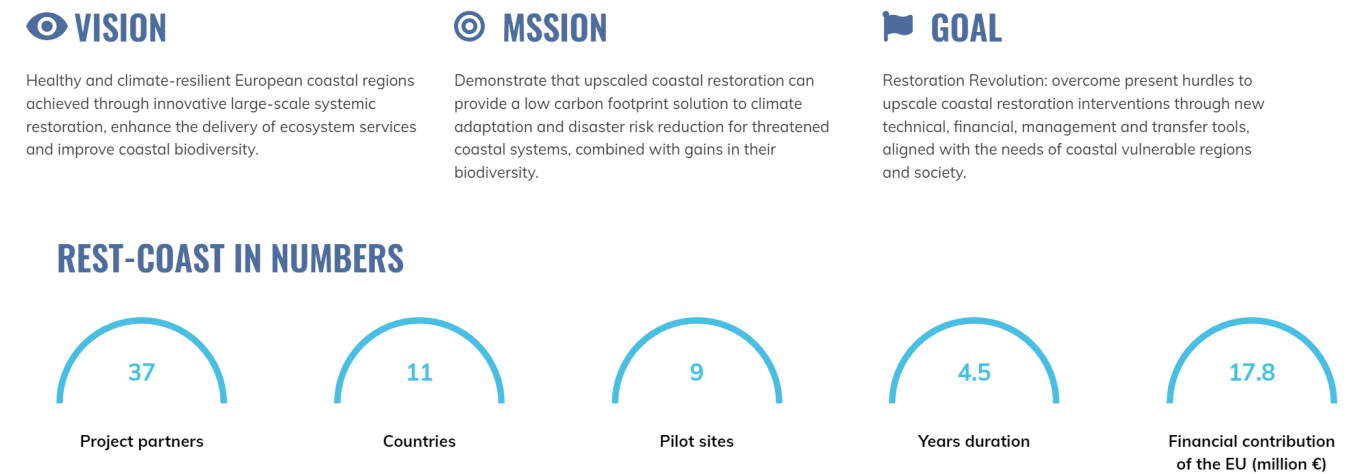 VISION
Healthy and climate-resilient European coastal regions
achieved through innovative large-scale systemic
restoration, enhance the delivery of ecosystem services
and improve coastal biodiversity.
MSSION
Demonstrate that upscaled coastal restoration can
provide a low carbon footprint solution to climate
adaptation and disaster risk reduction for threatened
coastal systems, combined with gains in their
biodiversity.
GOAL
Restoration Revolution: overcome present hurdles to
upscale coastal restoration interventions through new
technical, financial, management and transfer tools,
aligned with the needs of coastal vulnerable regions
and society.
REST-COAST IN NUMBERS
37
Project partners
11
Countries
9
Pilot sites
4.5
Years duration
17.8
Financial contribution
of the EU (million €)